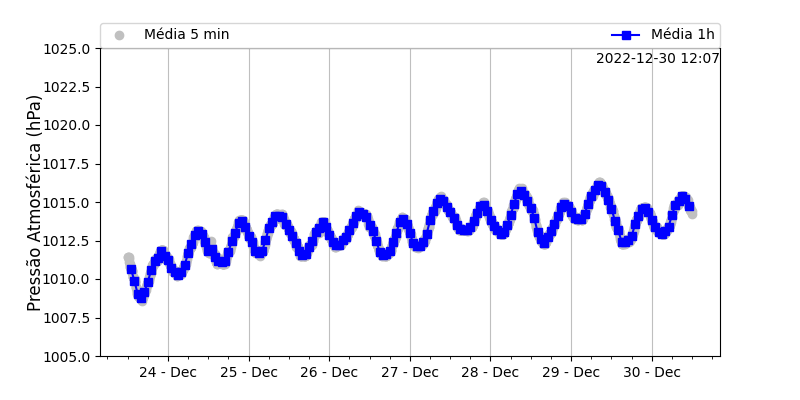 Média 5 min
Média 1h
2022-12-30 12:07
Pressão Atmosférica (hPa)
1025.0
1022.5
1020.0
1017.5
1015.0
1012.5
1010.0
1007.5
1005.0
24 - Dec
25 - Dec
26 - Dec
27 - Dec
28 - Dec
29 - Dec
30 - Dec